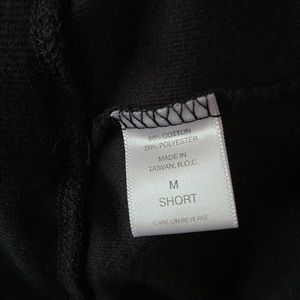 80% COTTON
20% POLYESTER
MADE IN
TAIWAN, R.O.C
M
SHORT
CARE ON REVERSE